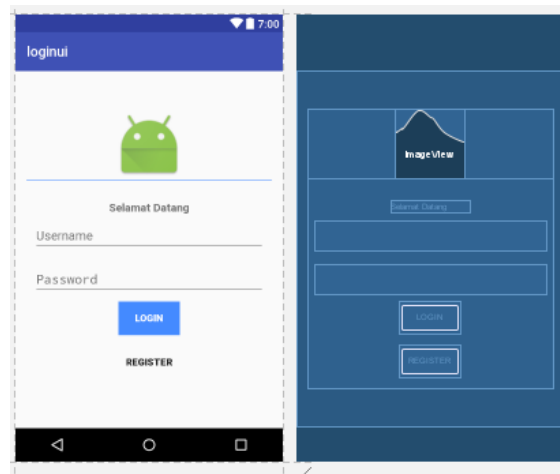 7:00
loginui
Selamat Datang
Username
Password
LOGIN
REGISTER
ImageView
Selamat Datang
LOGIN
REGISTER